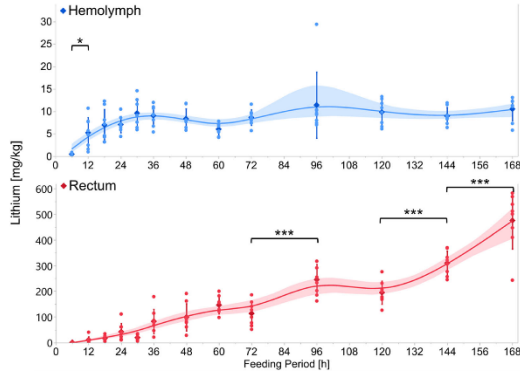 Hemolymph
35
30
25
20
15
10
5
0
*
0 12 24 36 48 60 72 84 96 108 120 132 144 156 168
Lithium [mg/kg]
Rectum
600
500
400
300
200
100
0
*** *** ***
0 12 24 36 48 60 72 84 96 108 120 132 144 156 168
Feeding Period [h]